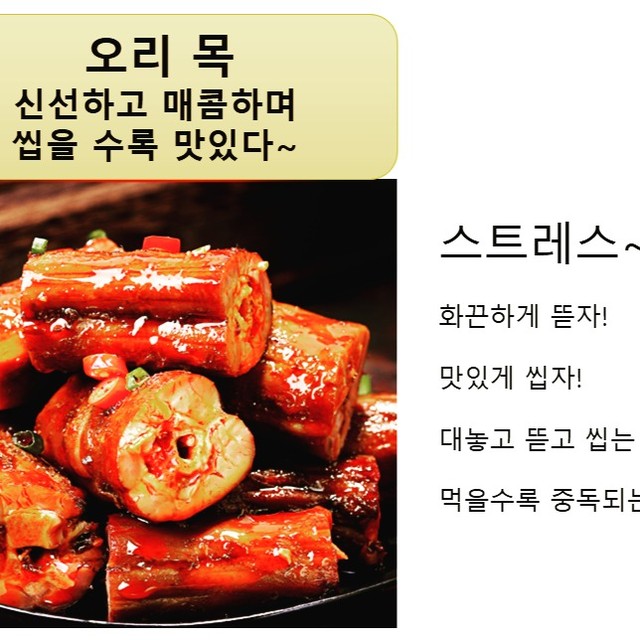 오리 목
신선하고 매콤하며
씹을 수록 맛있다~
스트레스~
화끈하게 뜯자!
맛있게 씹자!
대놓고 뜯고 씹는
먹을수록 중독되는